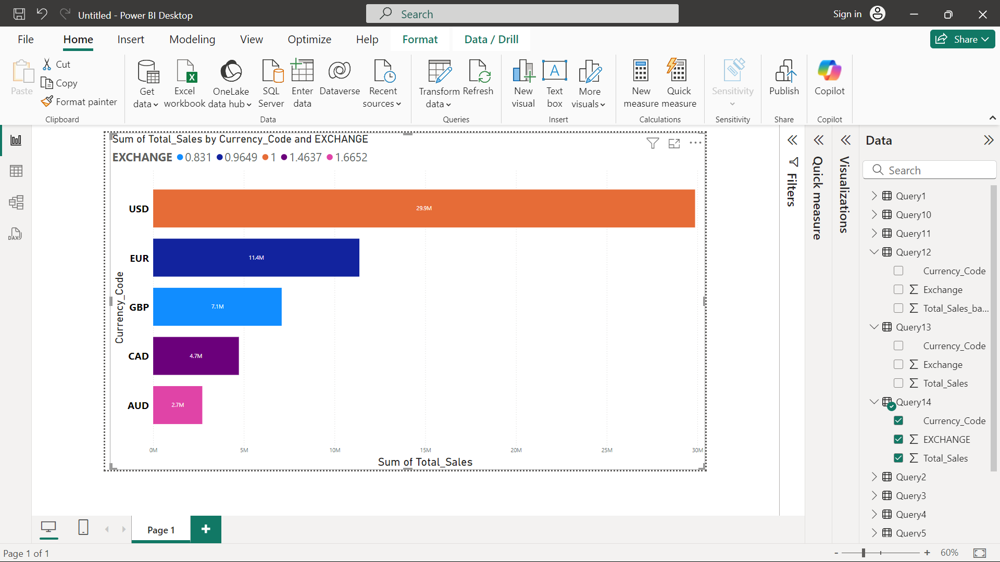 Untitled - Power BI Desktop
Search
Sign in
File Home Insert Modeling View Optimize Help Format Data / Drill
Share
Paste
Cut
Copy
Format painter
Clipboard
Get data
Excel workbook
OneLake data hub
SQL Server
Enter data
Dataverse
Recent sources
Data
Transform data
Refresh
Queries
New visual
Text box
More visuals
Insert
New measure
Quick measure
Calculations
Sensitivity
Sensitivity
Publish
Share
Copilot
Copilot
DAX
Sum of Total_Sales by Currency_Code and EXCHANGE
EXCHANGE 0.831 0.9649 1 1.4637 1.6652
Currency_Code
USD 29.9M
EUR 11.4M
GBP 7.1M
CAD 4.7M
AUD 2.7M
0M 5M 10M 15M 20M 25M 30M
Sum of Total_Sales
Filters
Quick measure
Visualizations
Data
Search
Query1
Query10
Query11
Query12
Currency_Code
Exchange
Total_Sales_ba...
Query13
Currency_Code
Exchange
Total_Sales
Query14
Currency_Code
EXCHANGE
Total_Sales
Query2
Query3
Query4
Query5
Page 1
Page 1 of 1
- + 60%